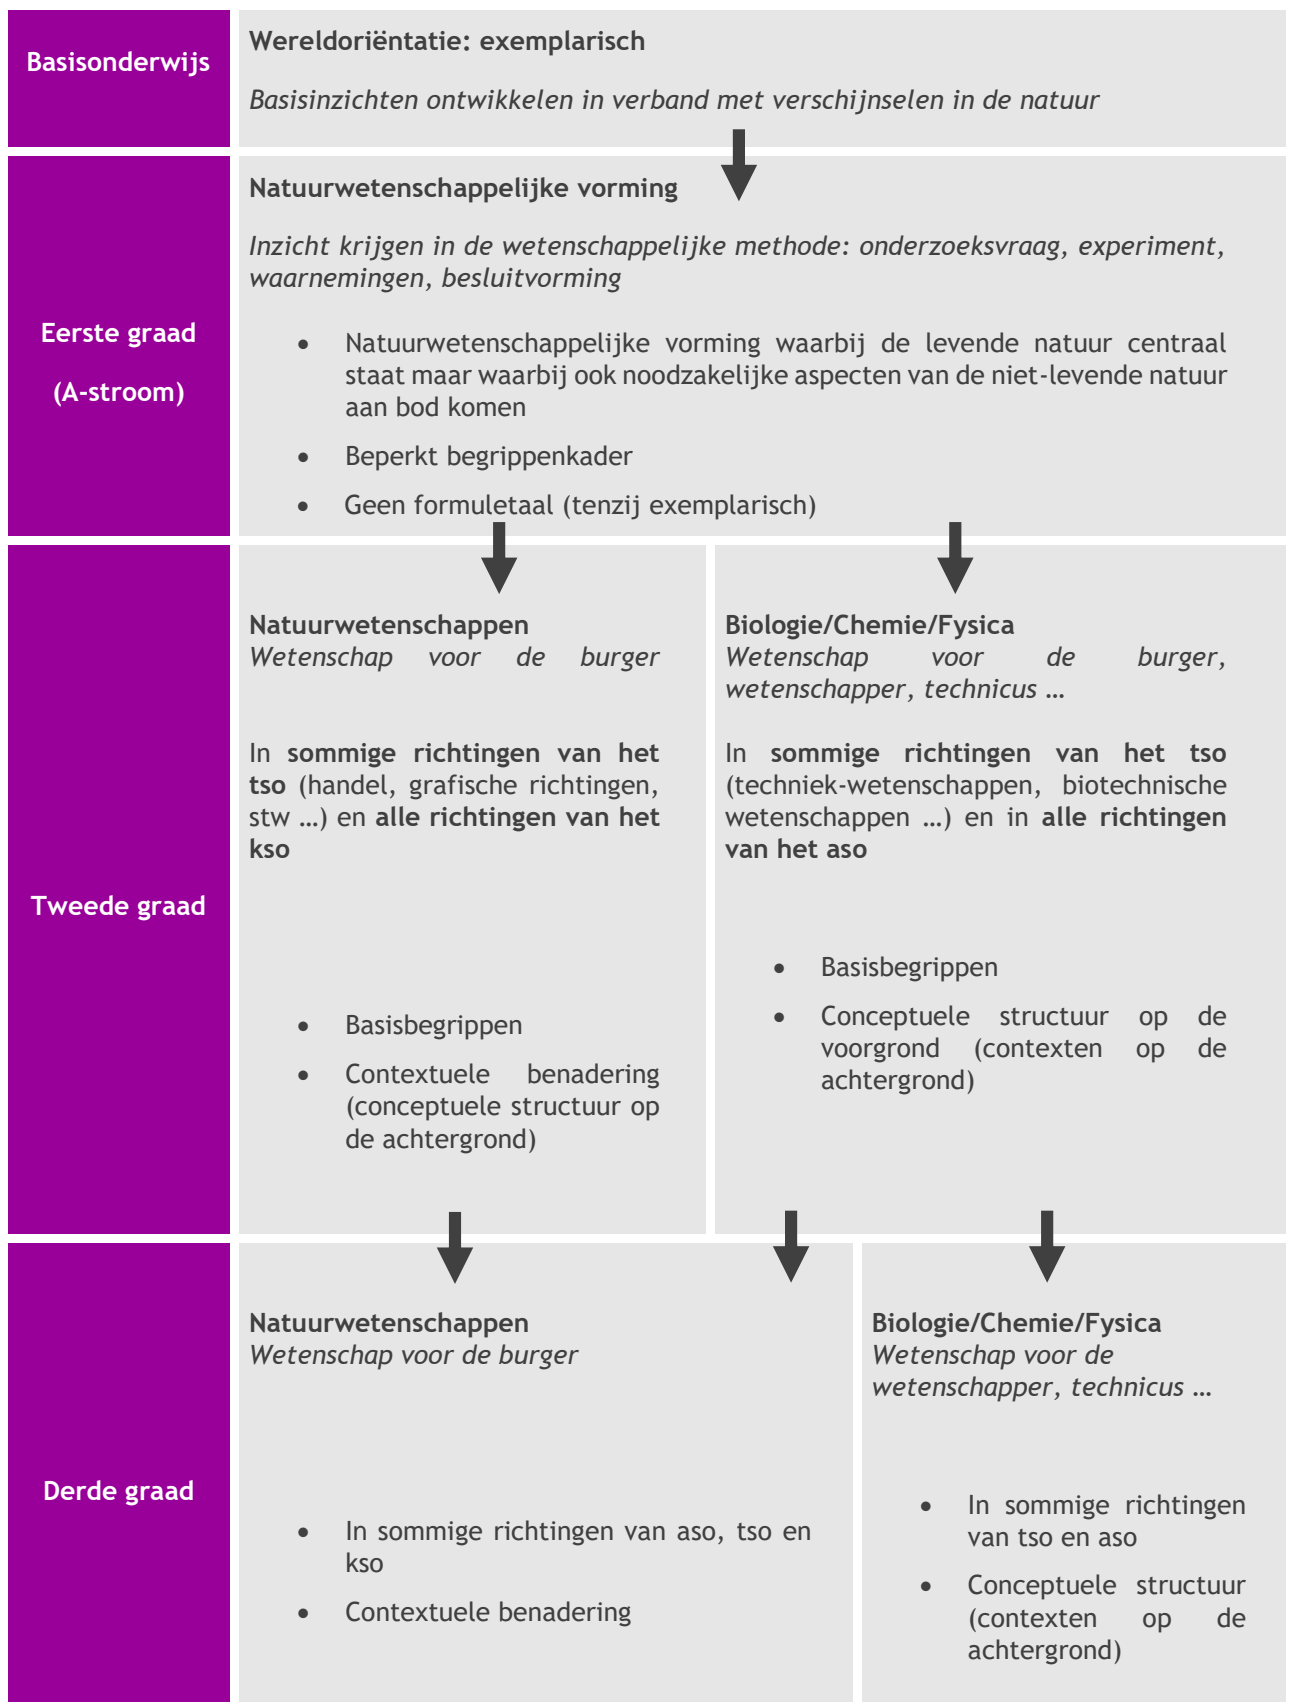 Basisonderwijs
Wereldoriëntatie: exemplarisch
Basisinzichten ontwikkelen in verband met verschijnselen in de natuur
Eerste graad
(A-stroom)
Natuurwetenschappelijke vorming
Inzicht krijgen in de wetenschappelijke methode: onderzoeksvraag, experiment,
waarnemingen, besluitvorming
• Natuurwetenschappelijke vorming waarbij de levende natuur centraal
staat maar waarbij ook noodzakelijke aspecten van de niet-levende natuur
aan bod komen
• Beperkt begrippenkader
• Geen formuletaal (tenzij exemplarisch)
Tweede graad
Natuurwetenschappen
Wetenschap voor de burger
In sommige richtingen van het
tso (handel, grafische richtingen,
stw …) en alle richtingen van het
kso
• Basisbegrippen
• Contextuele benadering
(conceptuele structuur op
de achtergrond)
Biologie/Chemie/Fysica
Wetenschap voor de burger,
wetenschapper, technicus …
In sommige richtingen van het tso
(techniek-wetenschappen, biotechnische
wetenschappen …) en in alle richtingen
van het aso
• Basisbegrippen
• Conceptuele structuur op de
voorgrond (contexten op de
achtergrond)
Derde graad
Natuurwetenschappen
Wetenschap voor de burger
• In sommige richtingen van aso, tso en
kso
• Contextuele benadering
Biologie/Chemie/Fysica
Wetenschap voor de
wetenschapper, technicus …
• In sommige richtingen
van tso en aso
• Conceptuele structuur
(contexten op de
achtergrond)